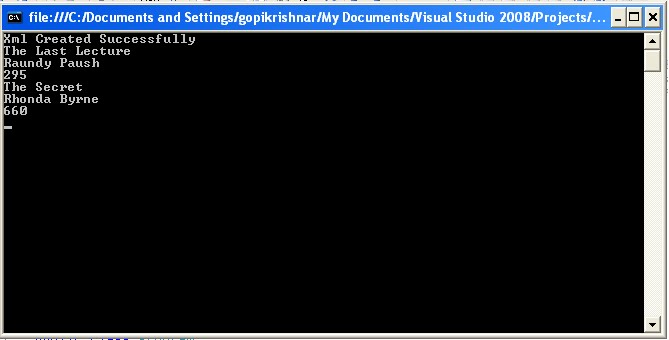 file:///C:/Documents and Settings/gopikrishnar/My Documents/Visual Studio 2008/Projects/...
Xml Created Successfully
The Last Lecture
Raundy Paush
295
The Secret
Rhonda Byrne
660